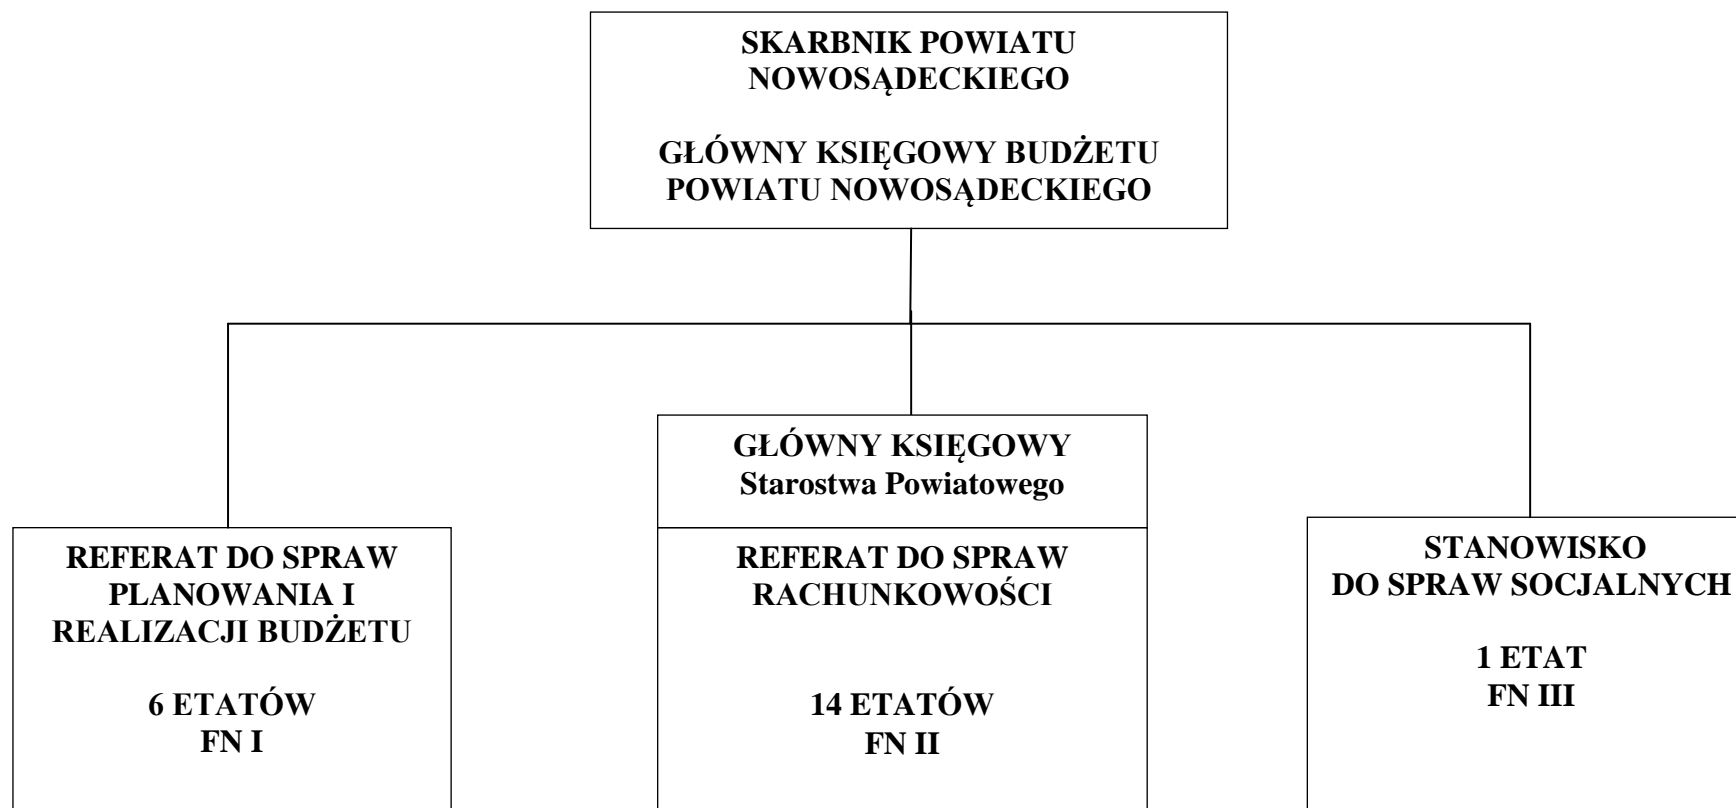 SKARBNIK POWIATU
NOWOSĄDECKIEGO
GŁÓWNY KSIĘGOWY BUDŻETU
POWIATU NOWOSĄDECKIEGO
GŁÓWNY KSIĘGOWY
Starostwa Powiatowego
REFERAT DO SPRAW
PLANOWANIA I
REALIZACJI BUDŻETU
6 ETATÓW
FN I
REFERAT DO SPRAW
RACHUNKOWOŚCI
14 ETATÓW
FN II
STANOWISKO
DO SPRAW SOCJALNYCH
1 ETAT
FN III